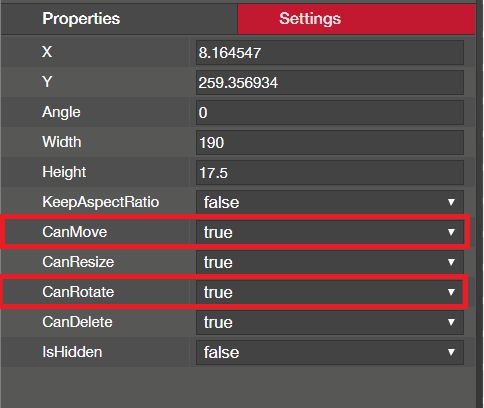 Properties Settings
X 8.164547
Y 259.356934
Angle 0
Width 190
Height 17.5
KeepAspectRatio false
CanMove true
CanResize true
CanRotate true
CanDelete true
IsHidden false